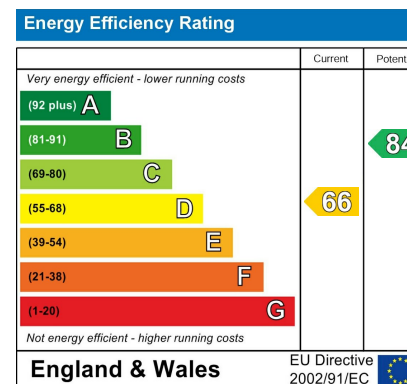 Energy Efficiency Rating
Current Potent
Very energy efficient - lower running costs
(92 plus) A
(81-91) B 84
(69-80) C
(55-68) D 66
(39-54) E
(21-38) F
(1-20) G
Not energy efficient - higher running costs
England & Wales
EU Directive
2002/91/EC